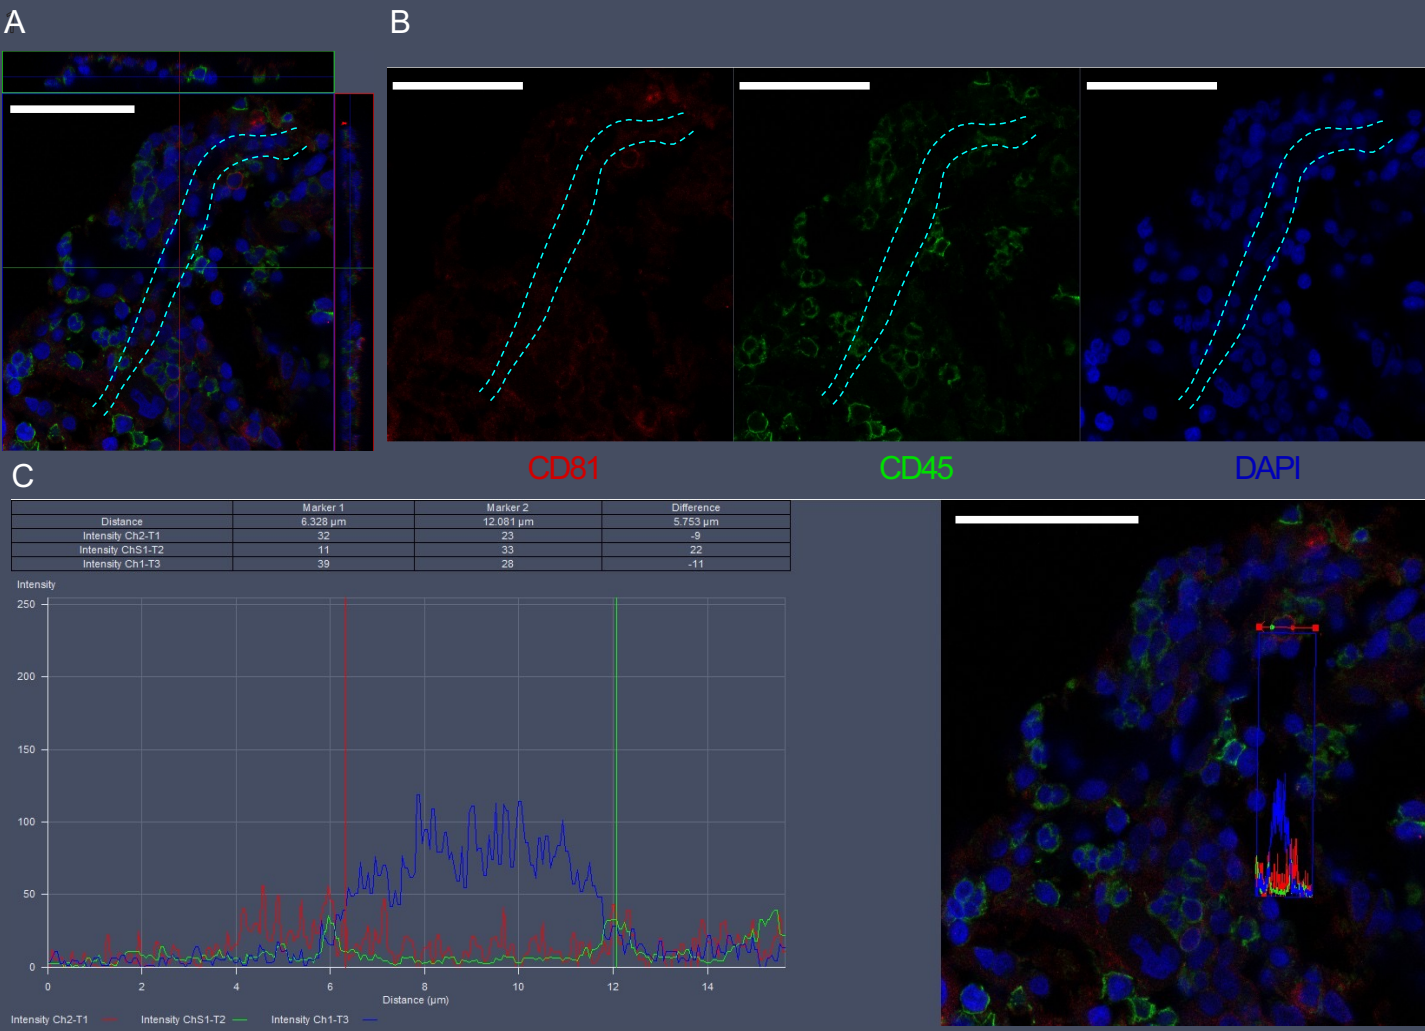 A
B
CD81
CD45
DAPI
C
Marker 1 Marker 2 Difference
Distance 6.328 µm 12.081 µm 5.753 µm
Intensity Ch2-T1 32 23 -9
Intensity ChS1-T2 11 33 22
Intensity Ch1-T3 39 28 -11
Intensity
250
200
150
100
50
0
0 2 4 6 8 10 12 14
Distance (µm)
Intensity Ch2-T1 Intensity ChS1-T2 Intensity Ch1-T3